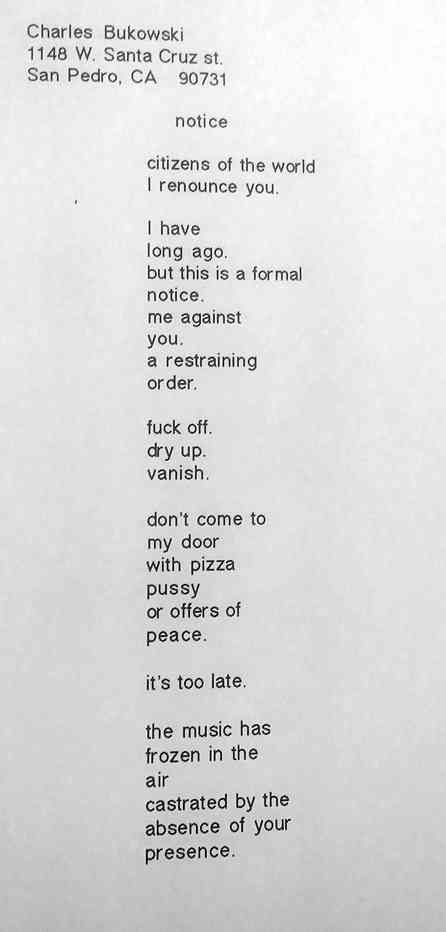 Charles Bukowski
1148 W. Santa Cruz st.
San Pedro, CA 90731
notice
citizens of the world
I renounce you.
I have
long ago.
but this is a formal
notice.
me against
you.
a restraining
order.
fuck off.
dry up.
vanish.
don't come to
my door
with pizza
pussy
or offers of
peace.
it's too late.
the music has
frozen in the
air
castrated by the
absence of your
presence.